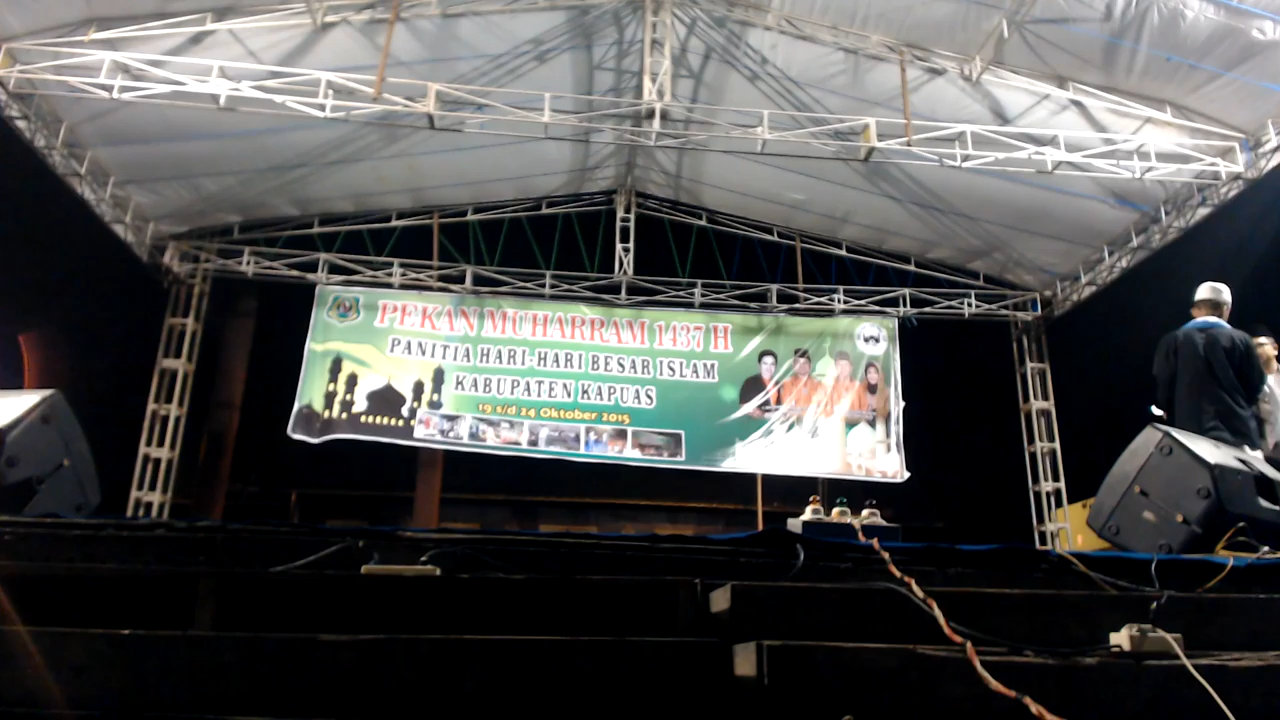 PEKAN MUHARRAM 1437 H
PANITIA HARI-HARI BESAR ISLAM
KABUPATEN KAPUAS
19 s/d 24 Oktober 2015